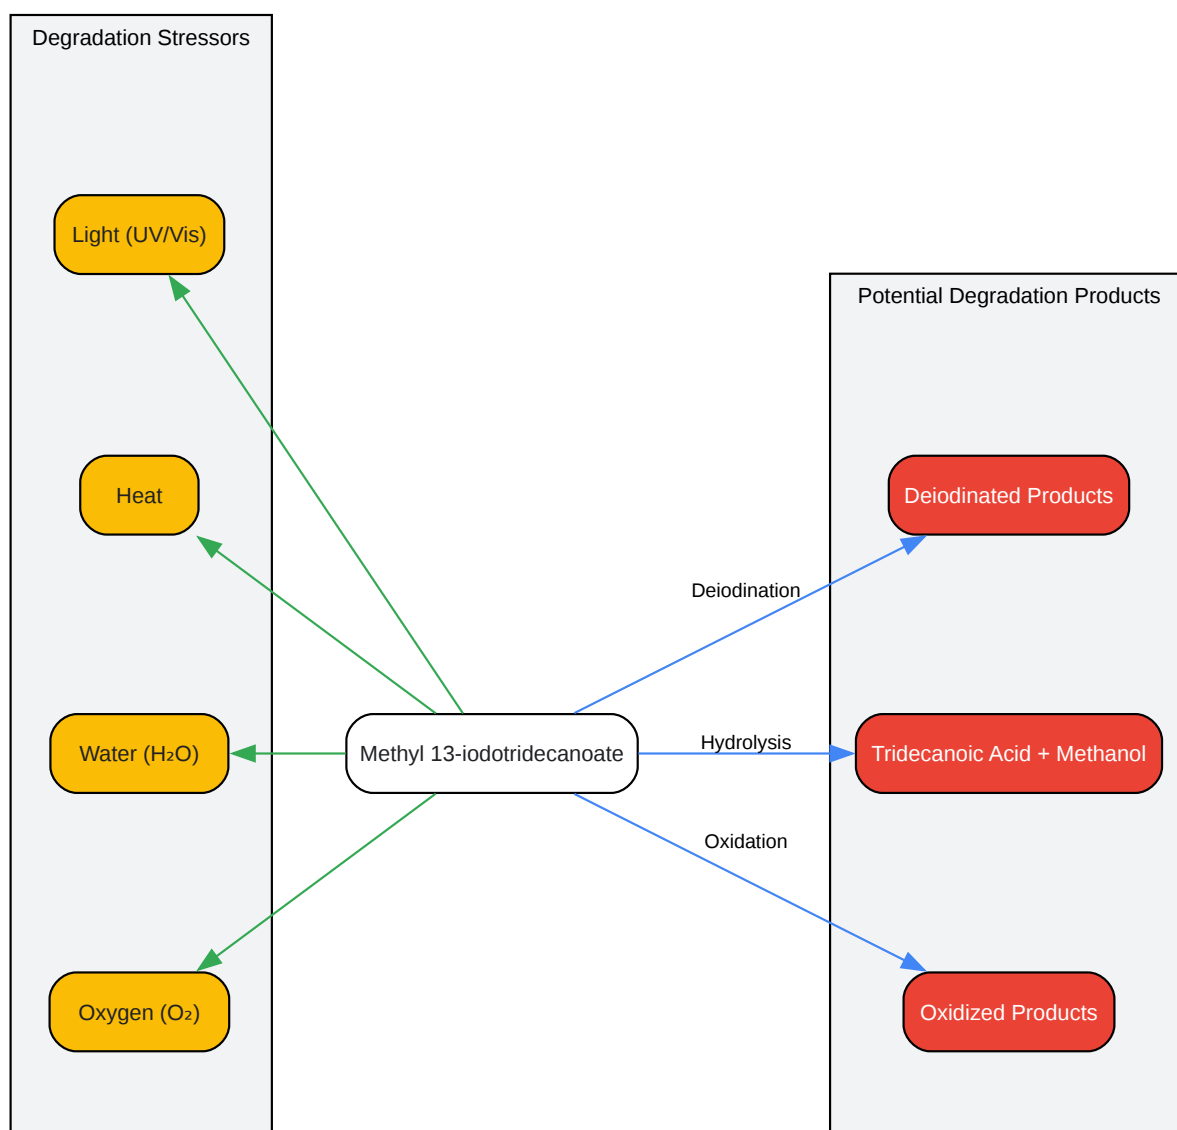 Degradation Stressors
Light (UV/Vis)
Potential Degradation Products
Heat
Deiodinated Products
Deiodination
Water (H₂O)
Methyl 13-iodotridecanoate
Hydrolysis
Tridecanoic Acid + Methanol
Oxidation
Oxygen (O₂)
Oxidized Products